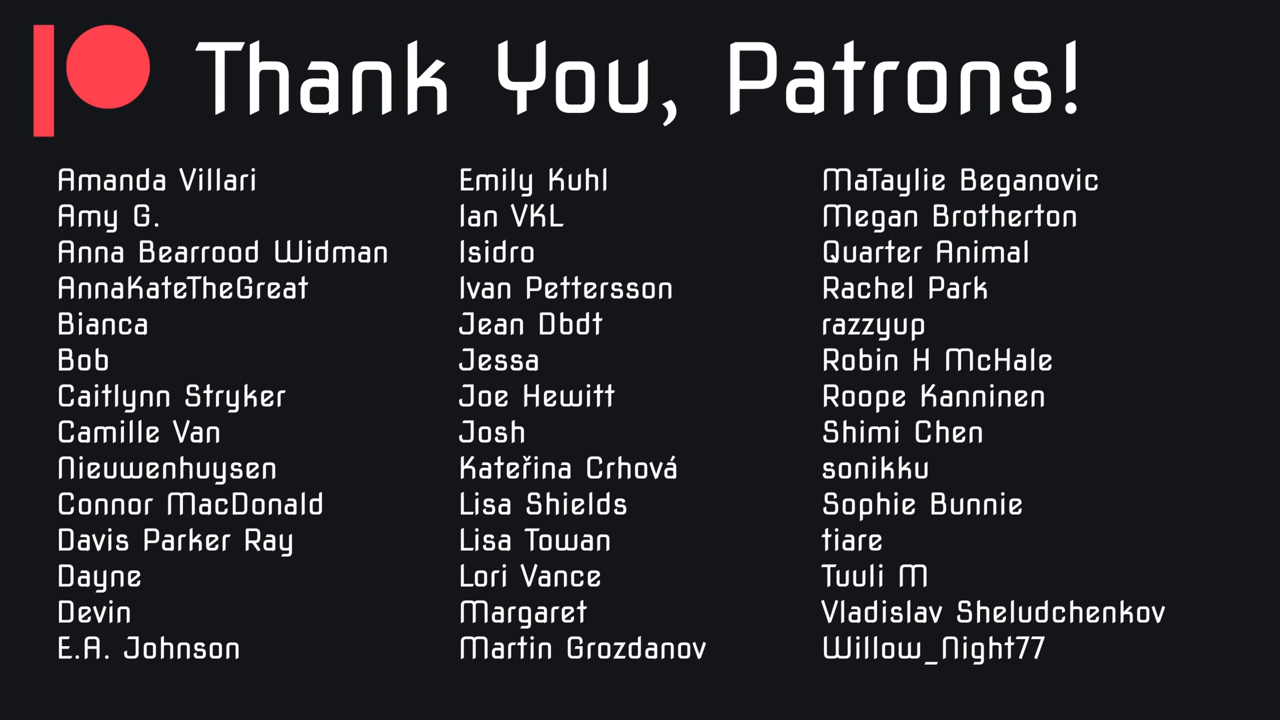 Thank You, Patrons!
Amanda Villari
Amy G.
Anna Bearrood Widman
AnnaKateTheGreat
Bianca
Bob
Caitlynn Stryker
Camille Van
Nieuwenhuysen
Connor MacDonald
Davis Parker Ray
Dayne
Devin
E.A. Johnson
Emily Kuhl
Ian VKL
Isidro
Ivan Pettersson
Jean Dbdt
Jessa
Joe Hewitt
Josh
Kateřina Crhová
Lisa Shields
Lisa Towan
Lori Vance
Margaret
Martin Grozdanov
MaTaylie Beganovic
Megan Brotherton
Quarter Animal
Rachel Park
razzyup
Robin H McHale
Roope Kanninen
Shimi Chen
sonikku
Sophie Bunnie
tiare
Tuuli M
Vladislav Sheludchenkov
Willow_Night77